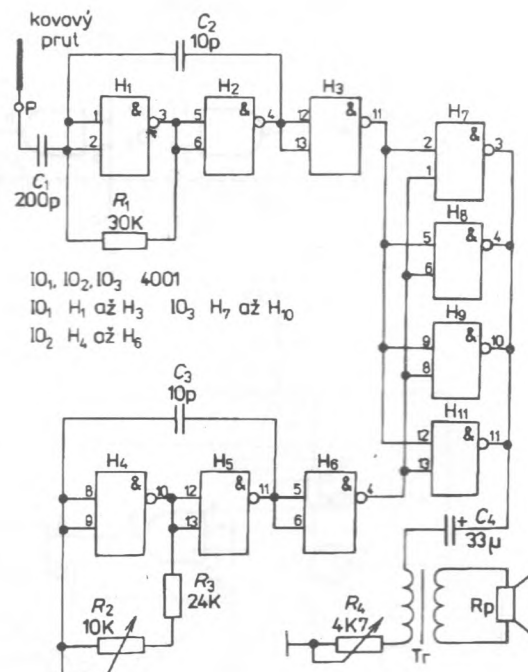 kovový
prut
P
C₁
200p
C₂
10p
H₁
&
1
2
3
R₁
30K
H₂
&
5
6
4
H₃
&
12
13
11
H₇
&
2
1
3
H₈
&
5
6
4
H₉
&
9
8
10
H₁₁
&
12
13
11
IO₁, IO₂, IO₃ 4001
IO₁ H₁ až H₃ IO₃ H₇ až H₁₀
IO₂ H₄ až H₆
C₃
10p
H₄
&
8
9
10
H₅
&
12
13
11
H₆
&
5
6
4
R₂
10K
R₃
24K
+ C₄
33µ
R₄
4K7
Tr
Rp